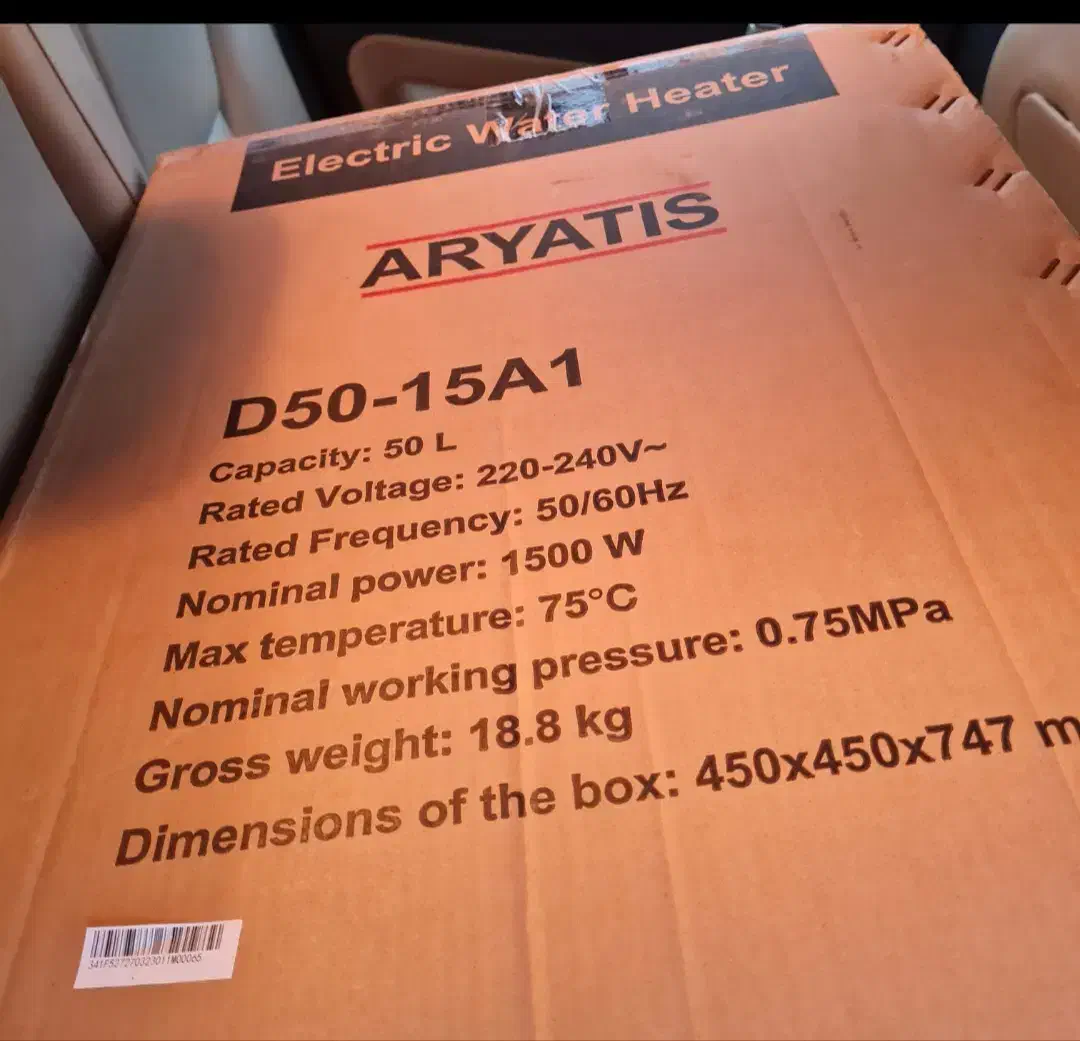 Electric Water Heater
ARYATIS
D50-15A1
Capacity: 50 L
Rated Voltage: 220-240V~
Rated Frequency: 50/60Hz
Nominal power: 1500 W
Max temperature: 75°C
Nominal working pressure: 0.75MPa
Gross weight: 18.8 kg
Dimensions of the box: 450x450x747 m